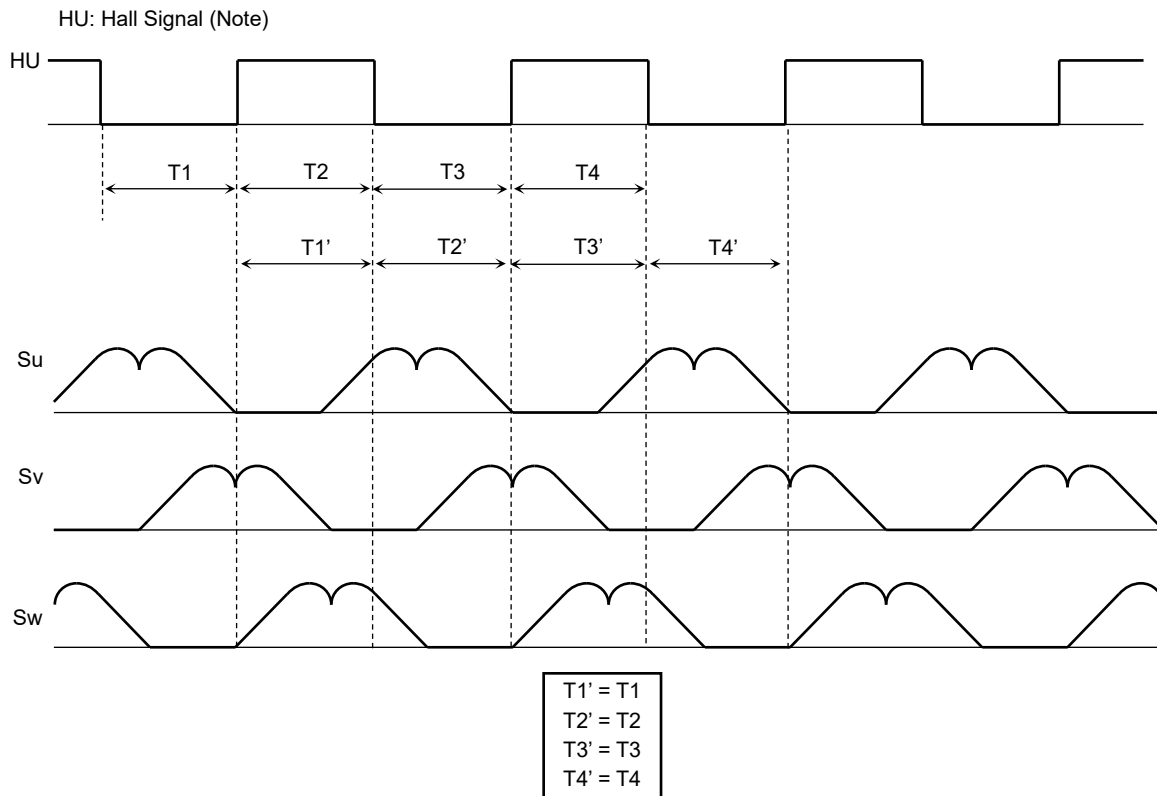 HU: Hall Signal (Note)
HU
T1 T2 T3 T4
T1’ T2’ T3’ T4’
Su
Sv
Sw
T1’ = T1
T2’ = T2
T3’ = T3
T4’ = T4